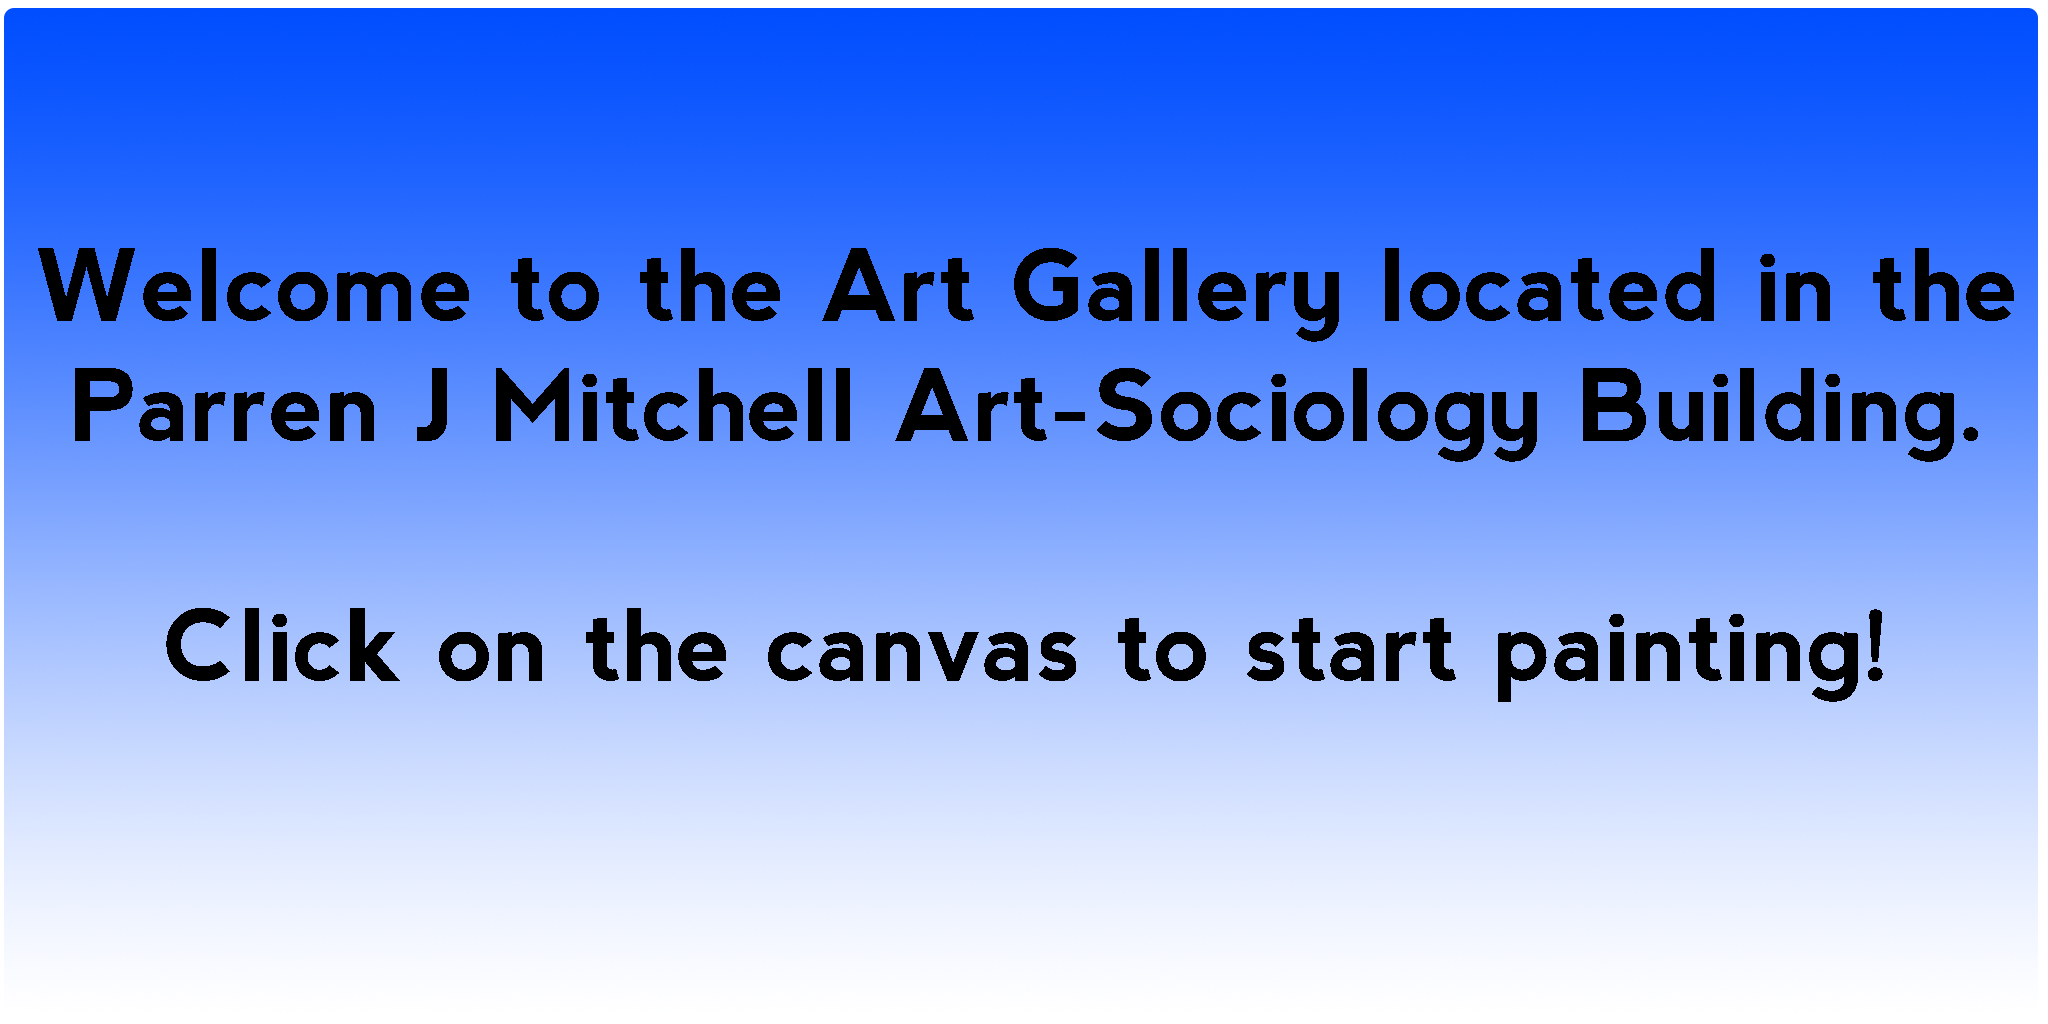 Welcome to the Art Gallery located in the
Parren J Mitchell Art-Sociology Building.
Click on the canvas to start painting!